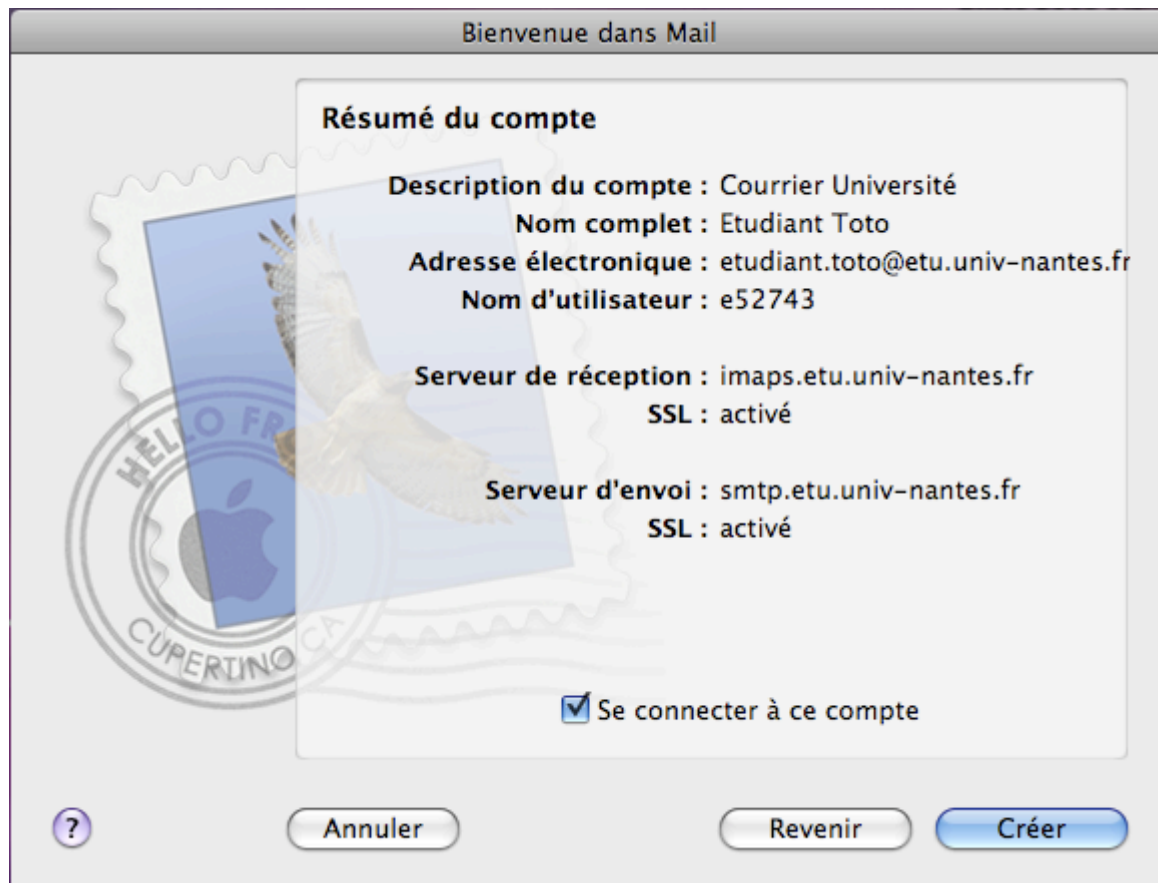 Bienvenue dans Mail
Résumé du compte
Description du compte : Courrier Université
Nom complet : Etudiant Toto
Adresse électronique : etudiant.toto@etu.univ-nantes.fr
Nom d'utilisateur : e52743
Serveur de réception : imaps.etu.univ-nantes.fr
SSL : activé
Serveur d'envoi : smtp.etu.univ-nantes.fr
SSL : activé
HELLO FR
CUPERTINO CA
Se connecter à ce compte
?
Annuler
Revenir
Créer